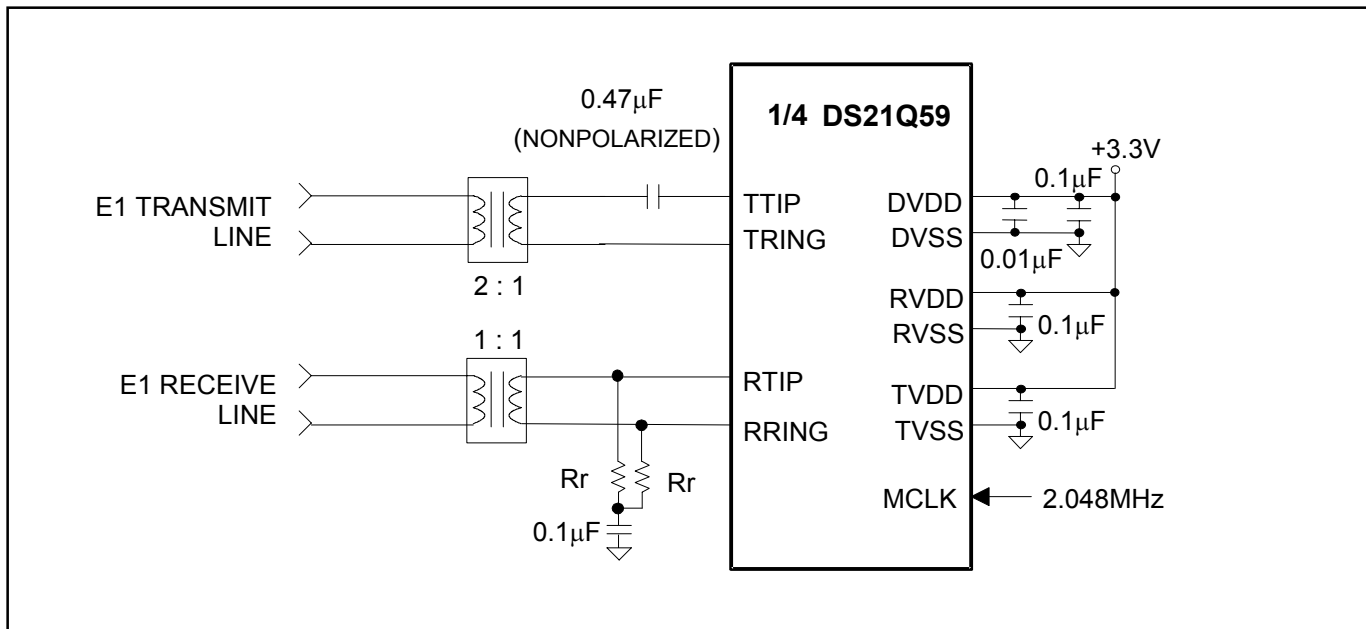 0.47μF
(NONPOLARIZED)
1/4 DS21Q59
+3.3V
0.1μF
E1 TRANSMIT
LINE
TTIP
DVDD
TRING
DVSS
0.01μF
2 : 1
RVDD
0.1μF
RVSS
1 : 1
E1 RECEIVE
LINE
RTIP
TVDD
0.1μF
RRING
TVSS
Rr
Rr
MCLK
2.048MHz
0.1μF